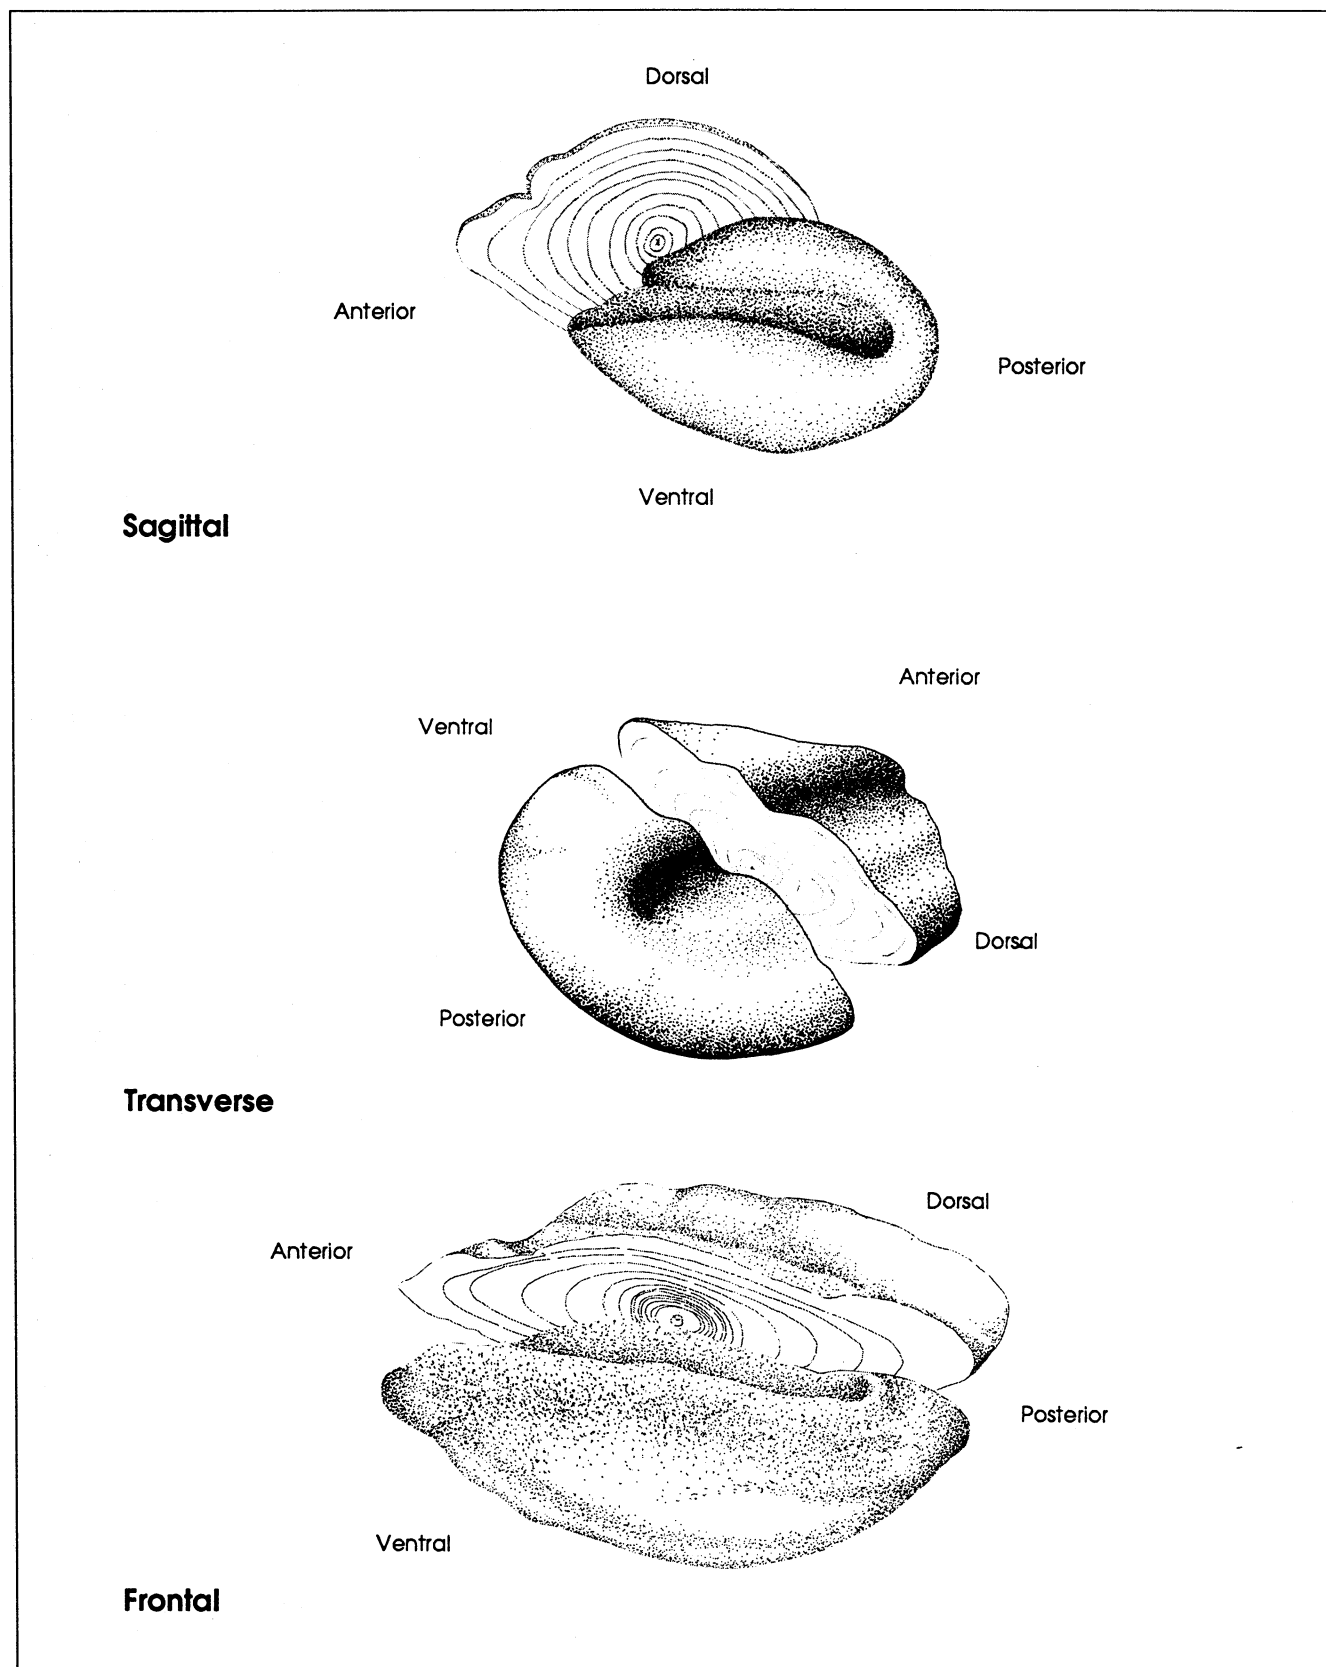 Dorsal
Anterior
Posterior
Ventral
Sagittal
Anterior
Ventral
Dorsal
Posterior
Transverse
Dorsal
Anterior
Posterior
Ventral
Frontal